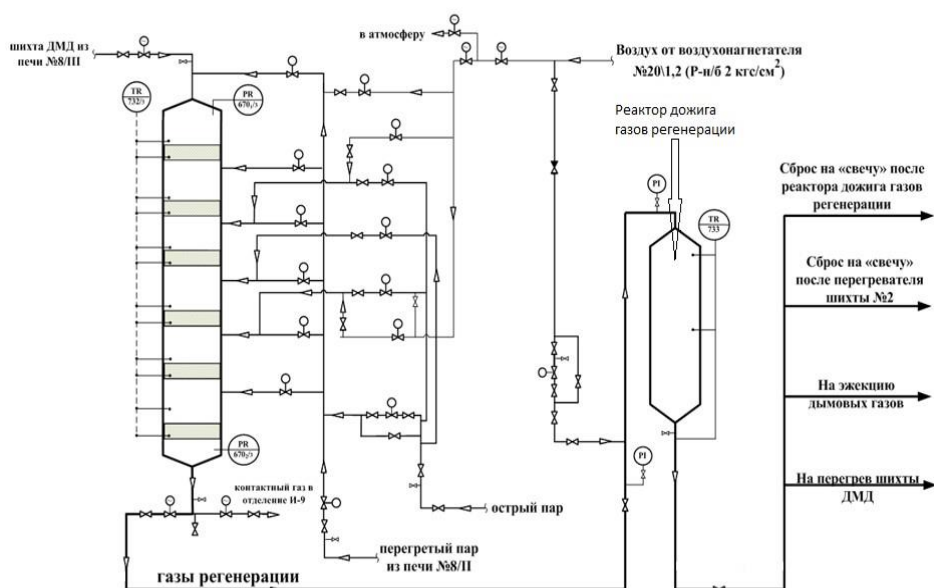 шихта ДМД из
печи №8/III
TR
732/3
PR
670₁/3
в атмосферу
Воздух от воздухонагнетателя
№20\1,2 (Р-н/б 2 кгс/см²)
Реактор дожига
газов регенерации
PI
TR
733
Сброс на «свечу» после
реактора дожига газов
регенерации
Сброс на «свечу»
после перегревателя
шихты №2
На эжекцию
дымовых газов
На перегрев шихты
ДМД
PR
670₂/3
PI
контактный газ в
отделение И-9
острый пар
перегретый пар
из печи №8/II
газы регенерации